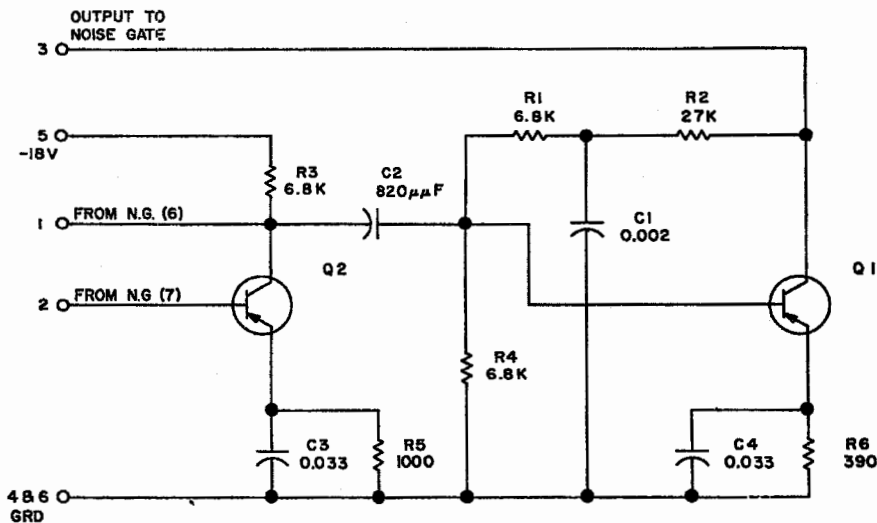 OUTPUT TO
NOISE GATE
3
R1
6.8K
R2
27K
5
-18V
R3
6.8K
C2
820µµF
1
FROM N.G. (6)
C1
0.002
Q2
Q1
2
FROM N.G (7)
R4
6.8K
C3
0.033
R5
1000
C4
0.033
R6
390
4&6
GRD